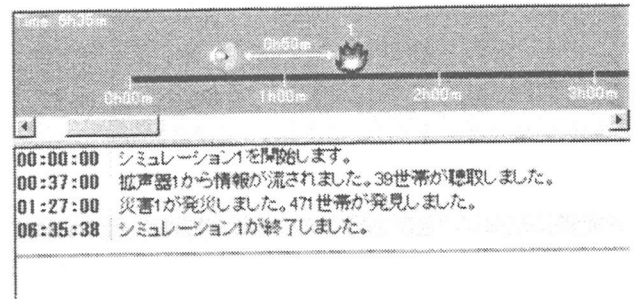 Time: 6h35m
1
0h50m
0h00m 1h00m 2h00m 3h00m
00:00:00 シミュレーション1を開始します。
00:37:00 拡声器1から情報が流されました。39世帯が聴取しました。
01:27:00 災害1が発災しました。471世帯が発見しました。
06:35:38 シミュレーション1が終了しました。